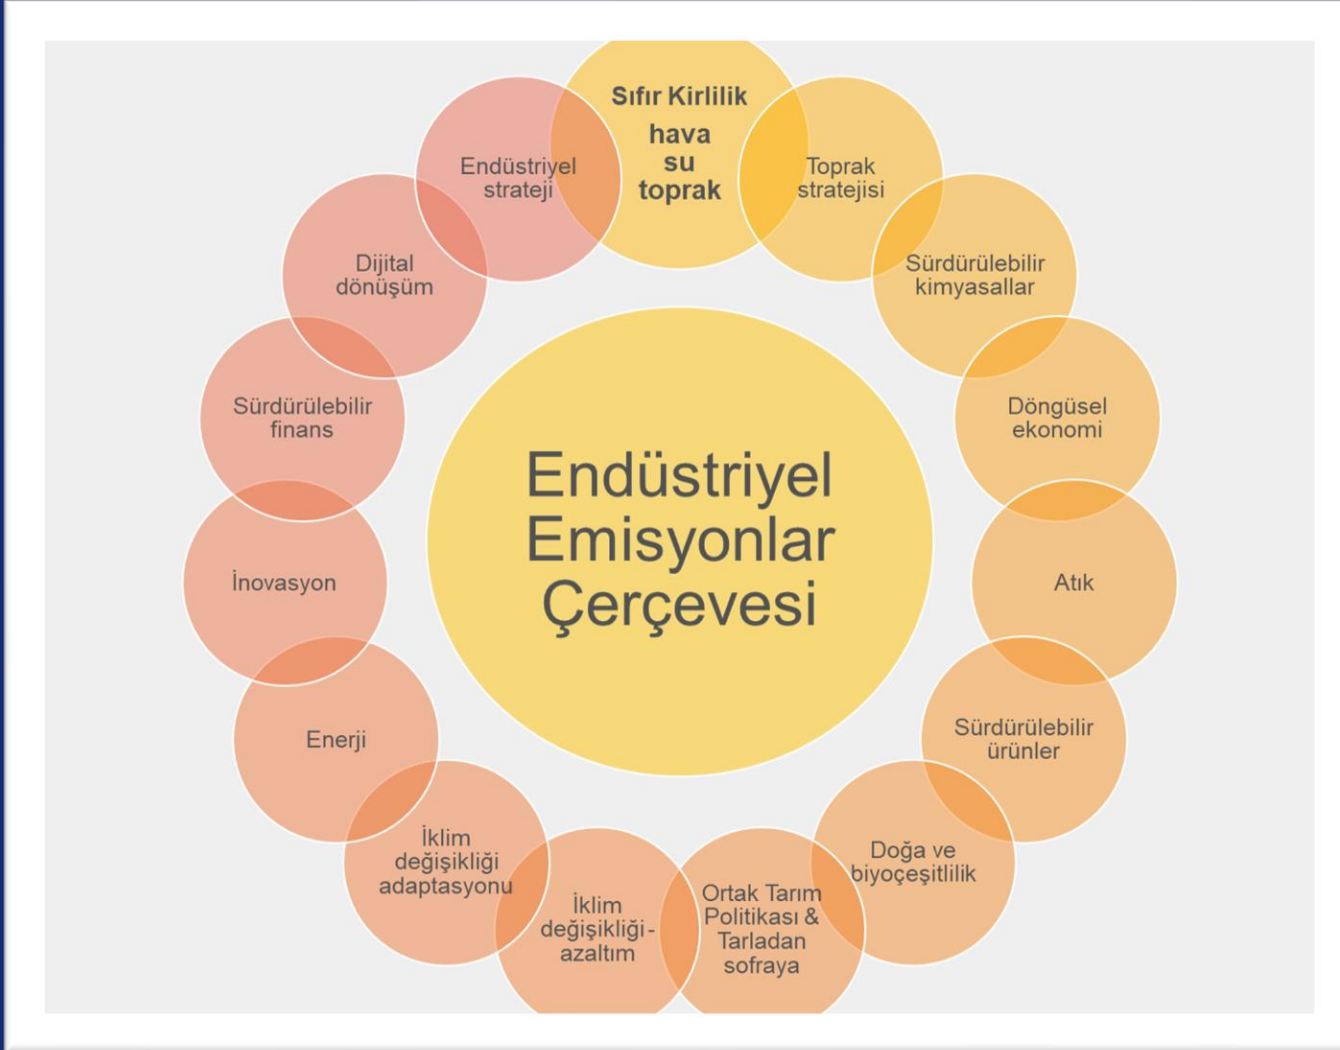 Sıfır Kirlilik
hava
su
toprak
Toprak
stratejisi
Sürdürülebilir
kimyasallar
Döngüsel
ekonomi
Atık
Sürdürülebilir
ürünler
Doğa ve
biyoçeşitlilik
Ortak Tarım
Politikası &
Tarladan
sofraya
İklim
değişikliği-
azaltım
İklim
değişikliği
adaptasyonu
Enerji
İnovasyon
Sürdürülebilir
finans
Dijital
dönüşüm
Endüstriyel
strateji
Endüstriyel
Emisyonlar
Çerçevesi